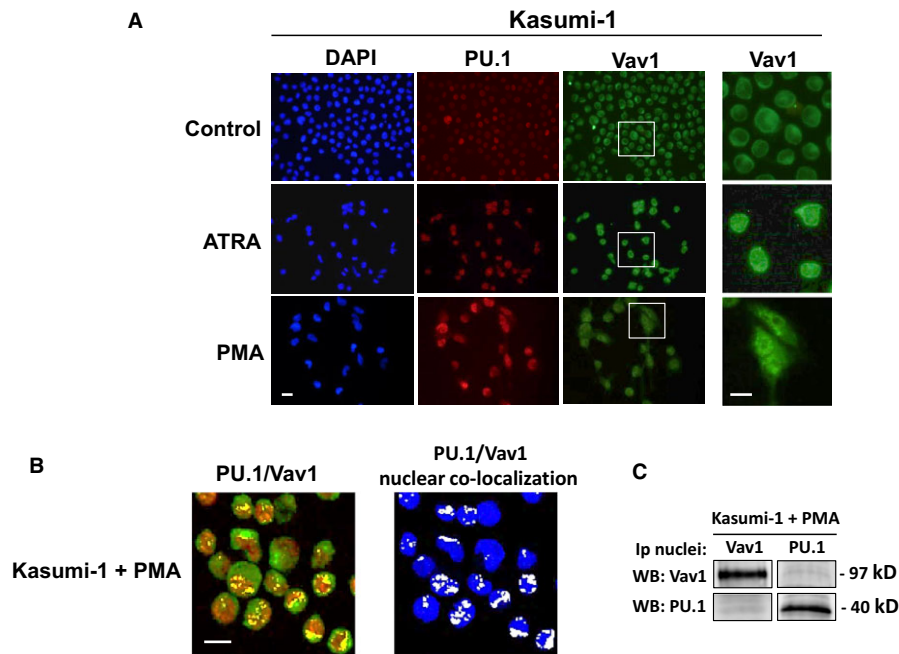 A
Kasumi-1
DAPI PU.1 Vav1 Vav1
Control
ATRA
PMA
B
PU.1/Vav1
PU.1/Vav1
nuclear co-localization
Kasumi-1 + PMA
C
Kasumi-1 + PMA
Ip nuclei: Vav1 PU.1
WB: Vav1 - 97 kD
WB: PU.1 - 40 kD